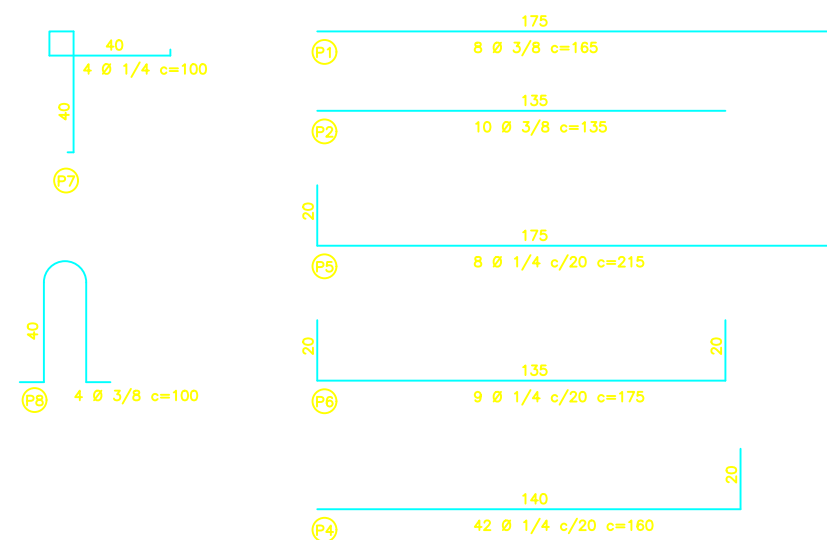 40
4 Ø 1/4 c=100
40
P7
40
P8
4 Ø 3/8 c=100
175
P1
8 Ø 3/8 c=165
135
P2
10 Ø 3/8 c=135
20
175
P5
8 Ø 1/4 c/20 c=215
20
20
135
P6
9 Ø 1/4 c/20 c=175
20
140
P4
42 Ø 1/4 c/20 c=160